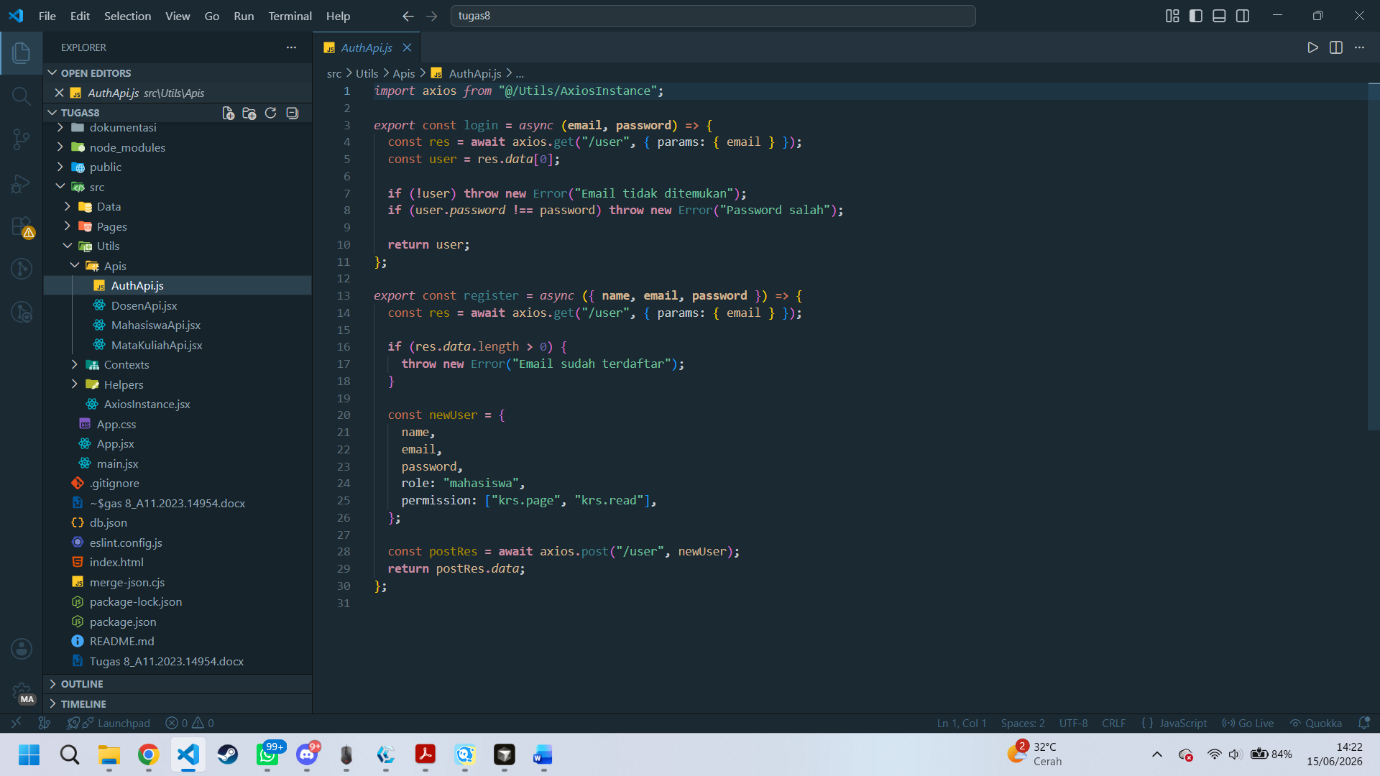 File Edit Selection View Go Run Terminal Help
tugas8
EXPLORER
OPEN EDITORS
AuthApi.js src\Utils\Apis
TUGAS8
dokumentasi
node_modules
public
src
Data
Pages
Utils
Apis
AuthApi.js
DosenApi.jsx
MahasiswaApi.jsx
MataKuliahApi.jsx
Contexts
Helpers
AxiosInstance.jsx
App.css
App.jsx
main.jsx
.gitignore
~$gas 8_A11.2023.14954.docx
db.json
eslint.config.js
index.html
merge-json.cjs
package-lock.json
package.json
README.md
Tugas 8_A11.2023.14954.docx
OUTLINE
TIMELINE
MA
AuthApi.js
src > Utils > Apis > AuthApi.js > ...
1 import axios from "@/Utils/AxiosInstance";
2
3 export const login = async (email, password) => {
4 const res = await axios.get("/user", { params: { email } });
5 const user = res.data[0];
6
7 if (!user) throw new Error("Email tidak ditemukan");
8 if (user.password !== password) throw new Error("Password salah");
9
10 return user;
11 };
12
13 export const register = async ({ name, email, password }) => {
14 const res = await axios.get("/user", { params: { email } });
15
16 if (res.data.length > 0) {
17 throw new Error("Email sudah terdaftar");
18 }
19
20 const newUser = {
21 name,
22 email,
23 password,
24 role: "mahasiswa",
25 permission: ["krs.page", "krs.read"],
26 };
27
28 const postRes = await axios.post("/user", newUser);
29 return postRes.data;
30 };
31
Launchpad 0 0 Ln 1, Col 1 Spaces: 2 UTF-8 CRLF { } JavaScript Go Live Quokka
99+ 9+ 2 32°C Cerah 84% 14:22
15/06/2026